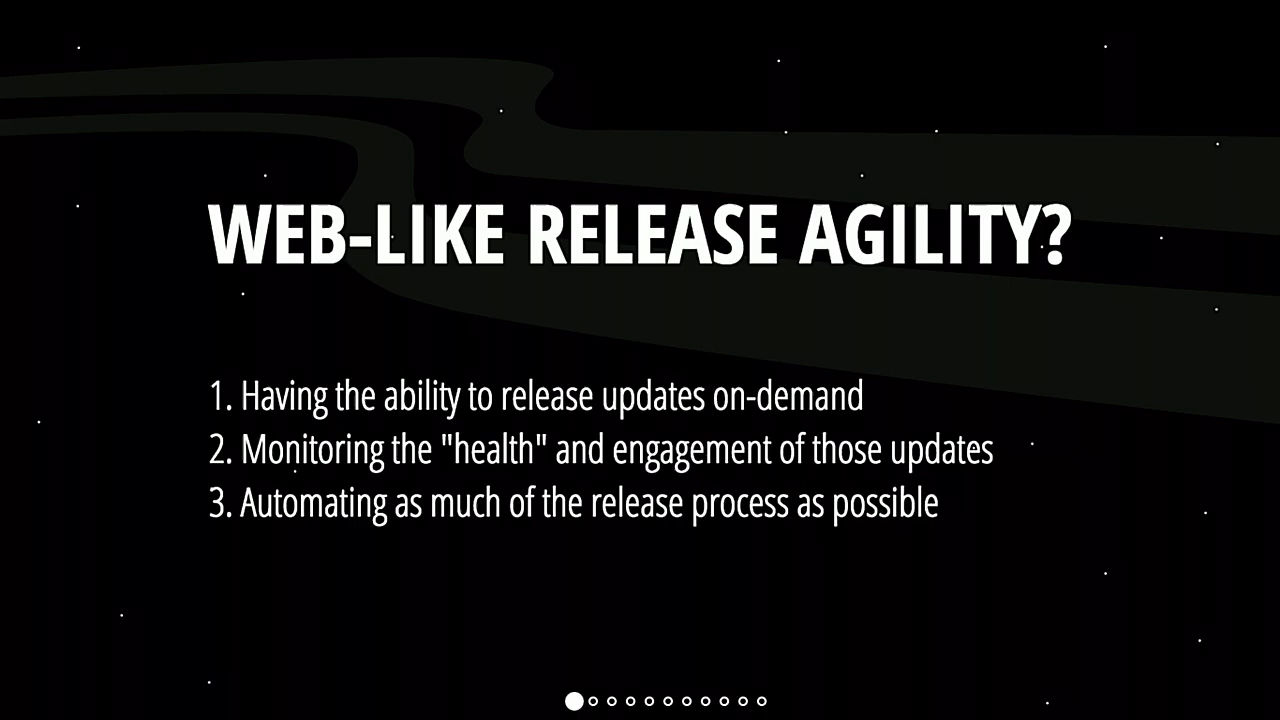 WEB-LIKE RELEASE AGILITY?
1. Having the ability to release updates on-demand
2. Monitoring the "health" and engagement of those updates
3. Automating as much of the release process as possible